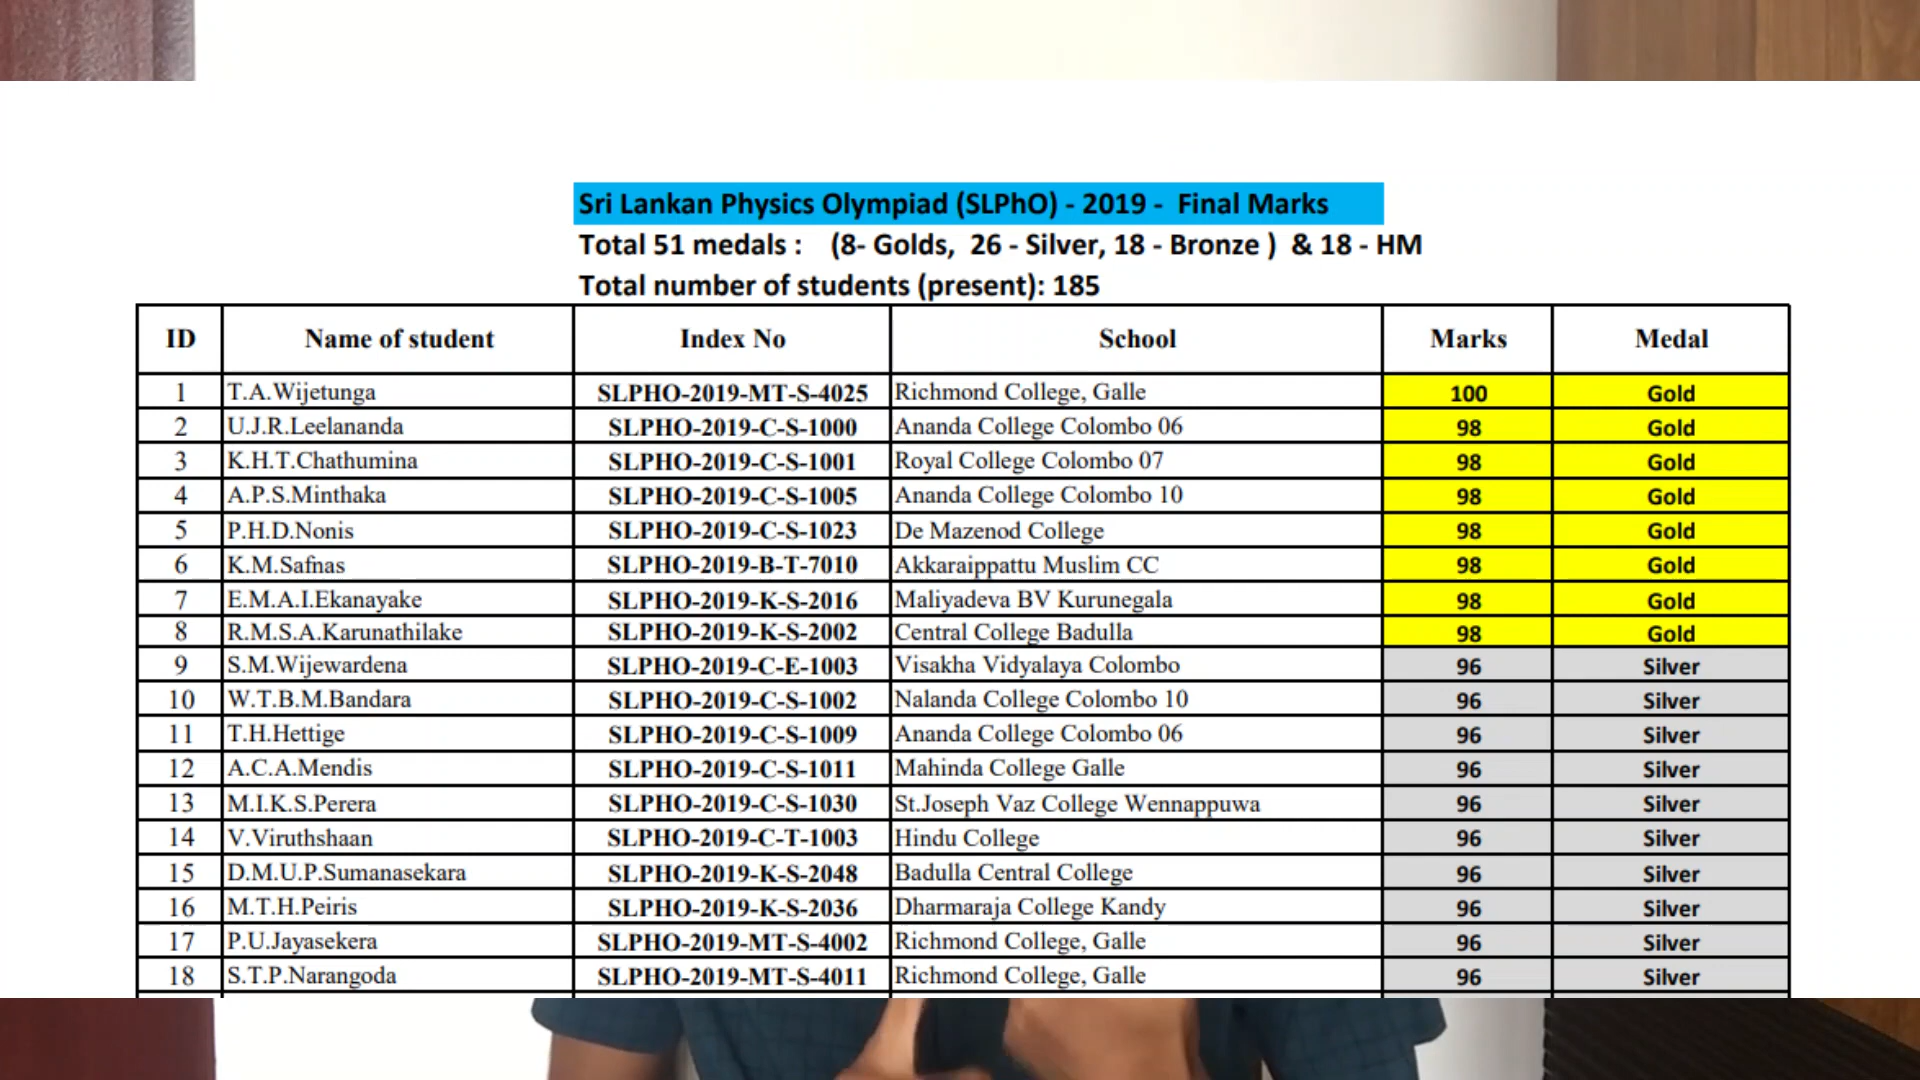 Sri Lankan Physics Olympiad (SLPhO) - 2019 - Final Marks
Total 51 medals : (8- Golds, 26 - Silver, 18 - Bronze ) & 18 - HM
Total number of students (present): 185
ID Name of student Index No School Marks Medal
1 T.A.Wijetunga SLPHO-2019-MT-S-4025 Richmond College, Galle 100 Gold
2 U.J.R.Leelananda SLPHO-2019-C-S-1000 Ananda College Colombo 06 98 Gold
3 K.H.T.Chathumina SLPHO-2019-C-S-1001 Royal College Colombo 07 98 Gold
4 A.P.S.Minthaka SLPHO-2019-C-S-1005 Ananda College Colombo 10 98 Gold
5 P.H.D.Nonis SLPHO-2019-C-S-1023 De Mazenod College 98 Gold
6 K.M.Safnas SLPHO-2019-B-T-7010 Akkaraippattu Muslim CC 98 Gold
7 E.M.A.I.Ekanayake SLPHO-2019-K-S-2016 Maliyadeva BV Kurunegala 98 Gold
8 R.M.S.A.Karunathilake SLPHO-2019-K-S-2002 Central College Badulla 98 Gold
9 S.M.Wijewardena SLPHO-2019-C-E-1003 Visakha Vidyalaya Colombo 96 Silver
10 W.T.B.M.Bandara SLPHO-2019-C-S-1002 Nalanda College Colombo 10 96 Silver
11 T.H.Hettige SLPHO-2019-C-S-1009 Ananda College Colombo 06 96 Silver
12 A.C.A.Mendis SLPHO-2019-C-S-1011 Mahinda College Galle 96 Silver
13 M.I.K.S.Perera SLPHO-2019-C-S-1030 St.Joseph Vaz College Wennappuwa 96 Silver
14 V.Viruthshaan SLPHO-2019-C-T-1003 Hindu College 96 Silver
15 D.M.U.P.Sumanasekara SLPHO-2019-K-S-2048 Badulla Central College 96 Silver
16 M.T.H.Peiris SLPHO-2019-K-S-2036 Dharmaraja College Kandy 96 Silver
17 P.U.Jayasekera SLPHO-2019-MT-S-4002 Richmond College, Galle 96 Silver
18 S.T.P.Narangoda SLPHO-2019-MT-S-4011 Richmond College, Galle 96 Silver